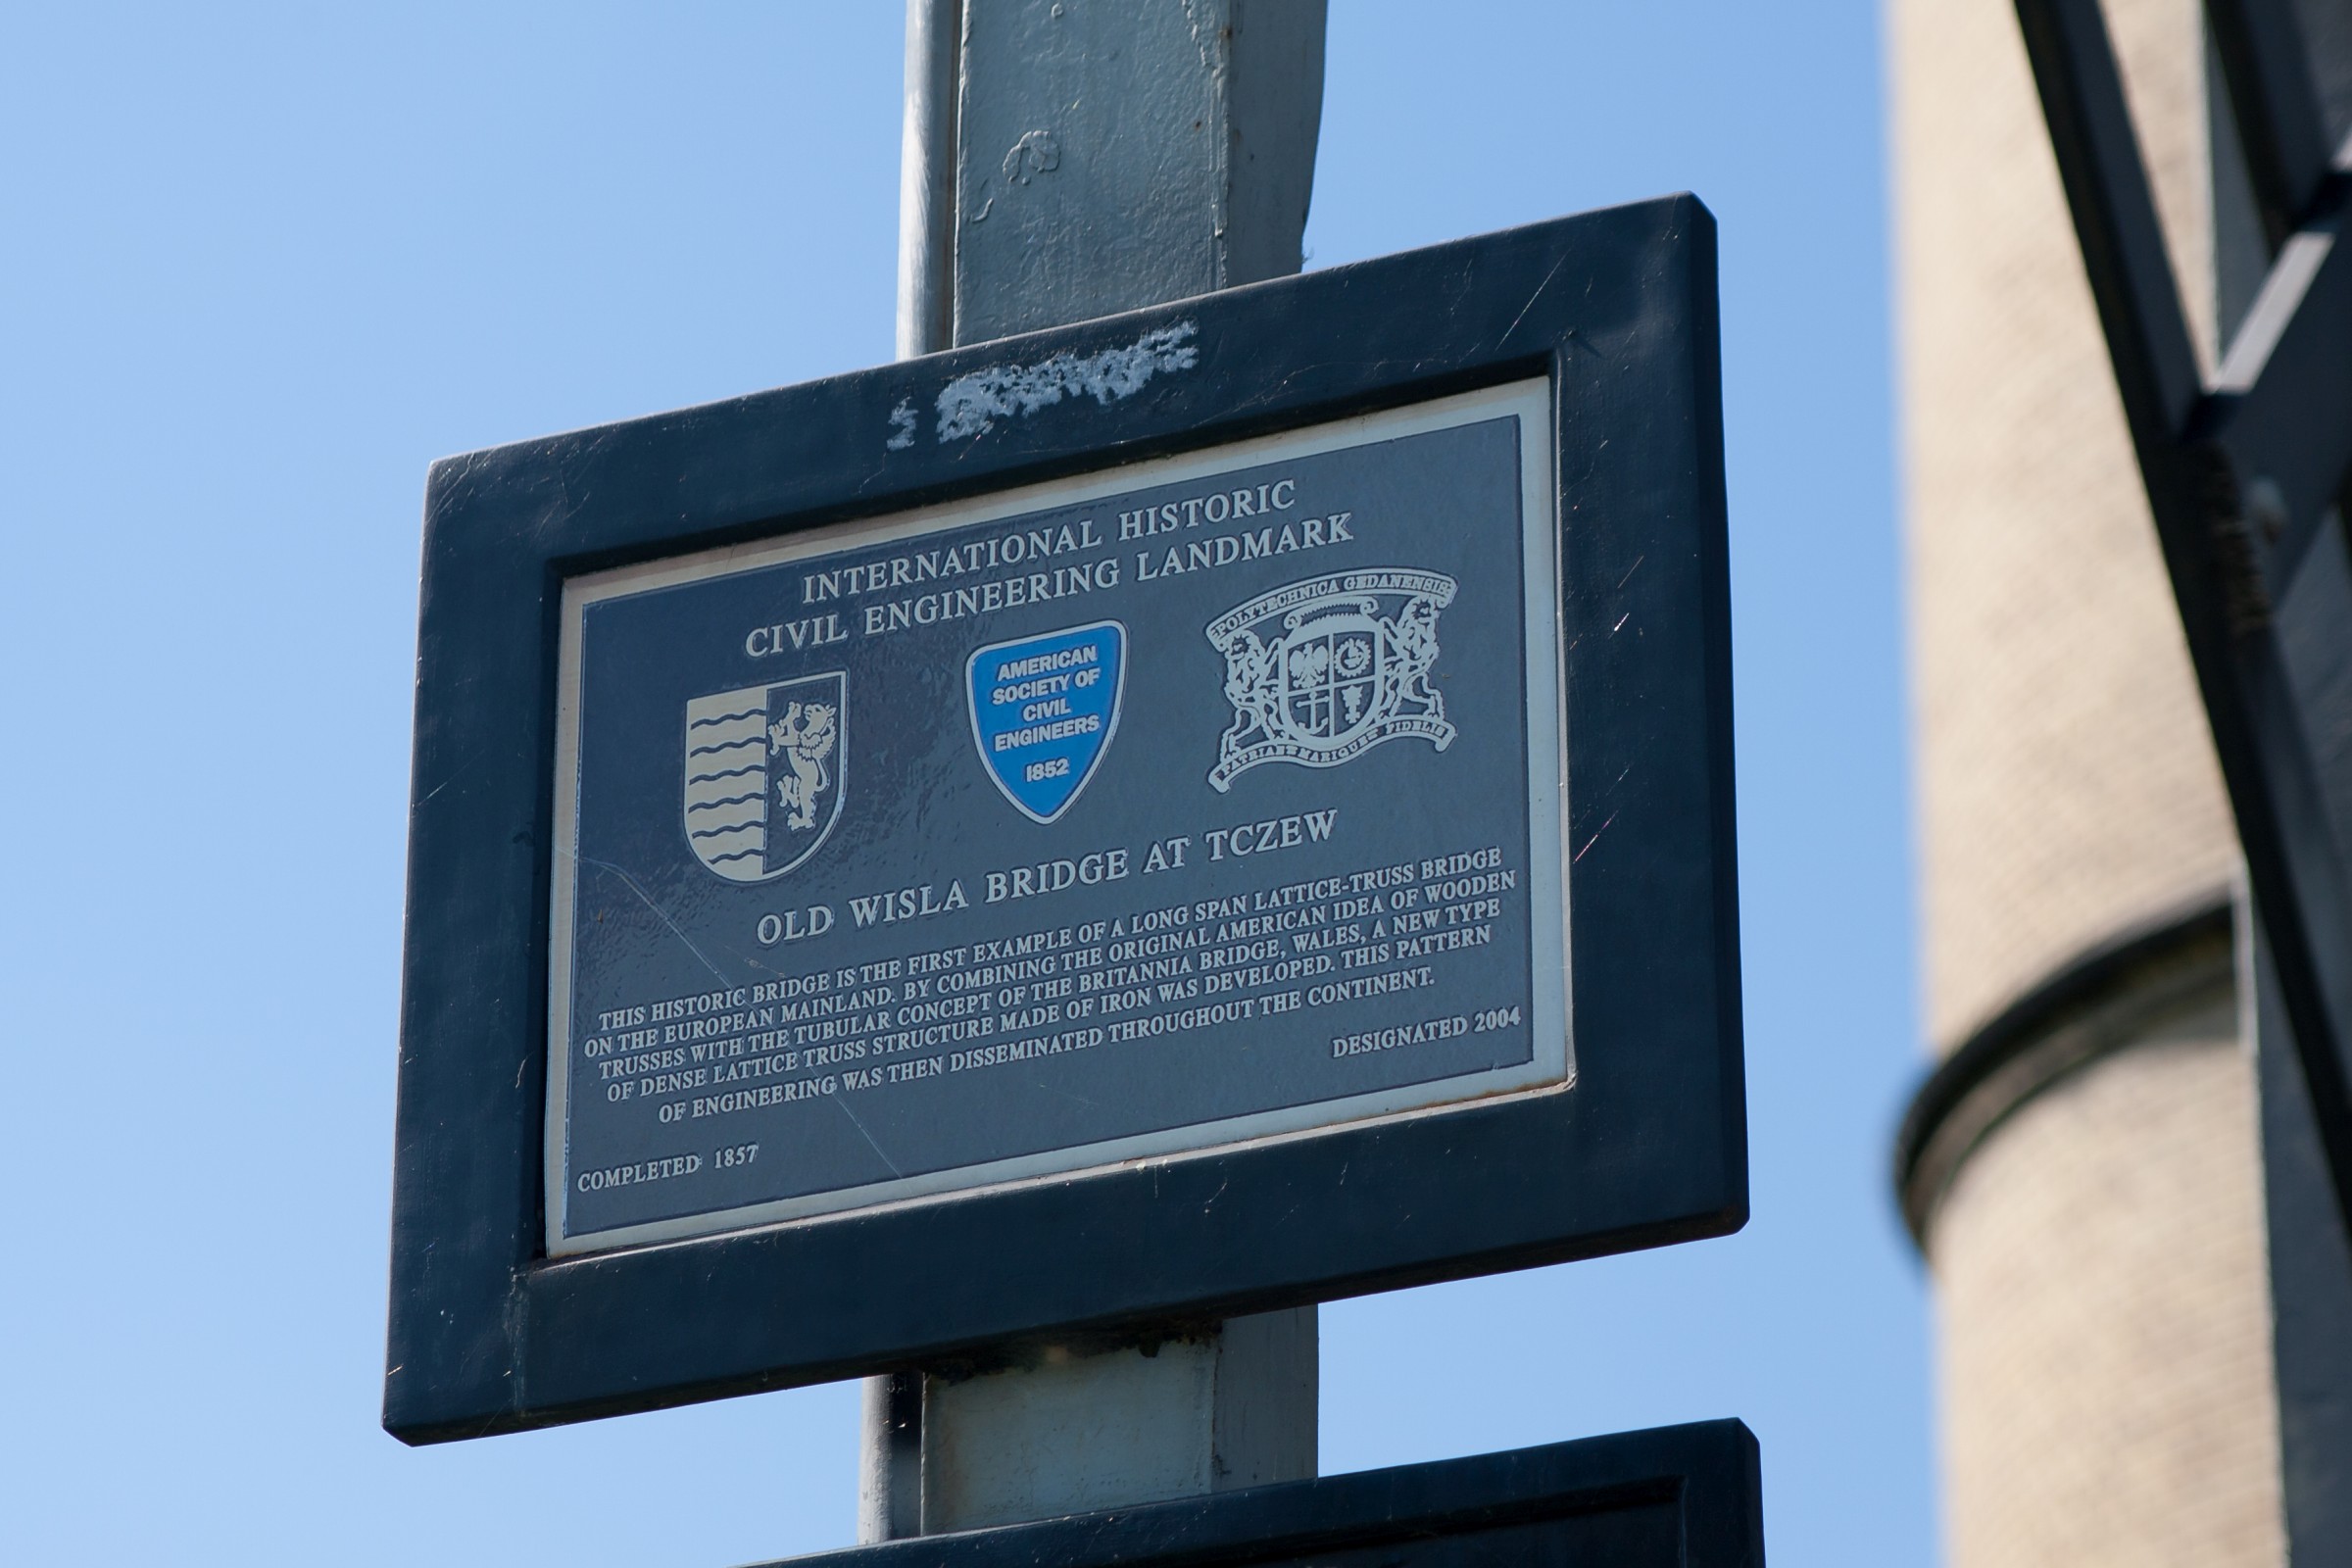 INTERNATIONAL HISTORIC
CIVIL ENGINEERING LANDMARK
AMERICAN
SOCIETY OF
CIVIL
ENGINEERS
1852
POLYTECHNICA GEDANENSIS
PATRIAE MARIQUE FIDELIS
OLD WISLA BRIDGE AT TCZEW
THIS HISTORIC BRIDGE IS THE FIRST EXAMPLE OF A LONG SPAN LATTICE-TRUSS BRIDGE
ON THE EUROPEAN MAINLAND. BY COMBINING THE ORIGINAL AMERICAN IDEA OF WOODEN
TRUSSES WITH THE TUBULAR CONCEPT OF THE BRITANNIA BRIDGE, WALES, A NEW TYPE
OF DENSE LATTICE TRUSS STRUCTURE MADE OF IRON WAS DEVELOPED. THIS PATTERN
OF ENGINEERING WAS THEN DISSEMINATED THROUGHOUT THE CONTINENT.
DESIGNATED 2004
COMPLETED 1857